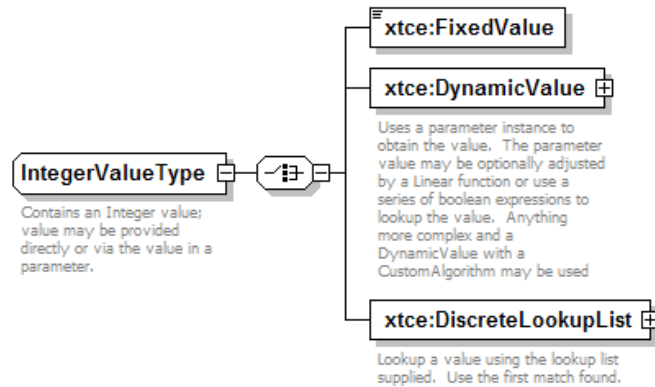 xtce:FixedValue
xtce:DynamicValue
Uses a parameter instance to
obtain the value. The parameter
value may be optionally adjusted
by a Linear function or use a
series of boolean expressions to
lookup the value. Anything
more complex and a
DynamicValue with a
CustomAlgorithm may be used
IntegerValueType
Contains an Integer value;
value may be provided
directly or via the value in a
parameter.
xtce:DiscreteLookupList
Lookup a value using the lookup list
supplied. Use the first match found.